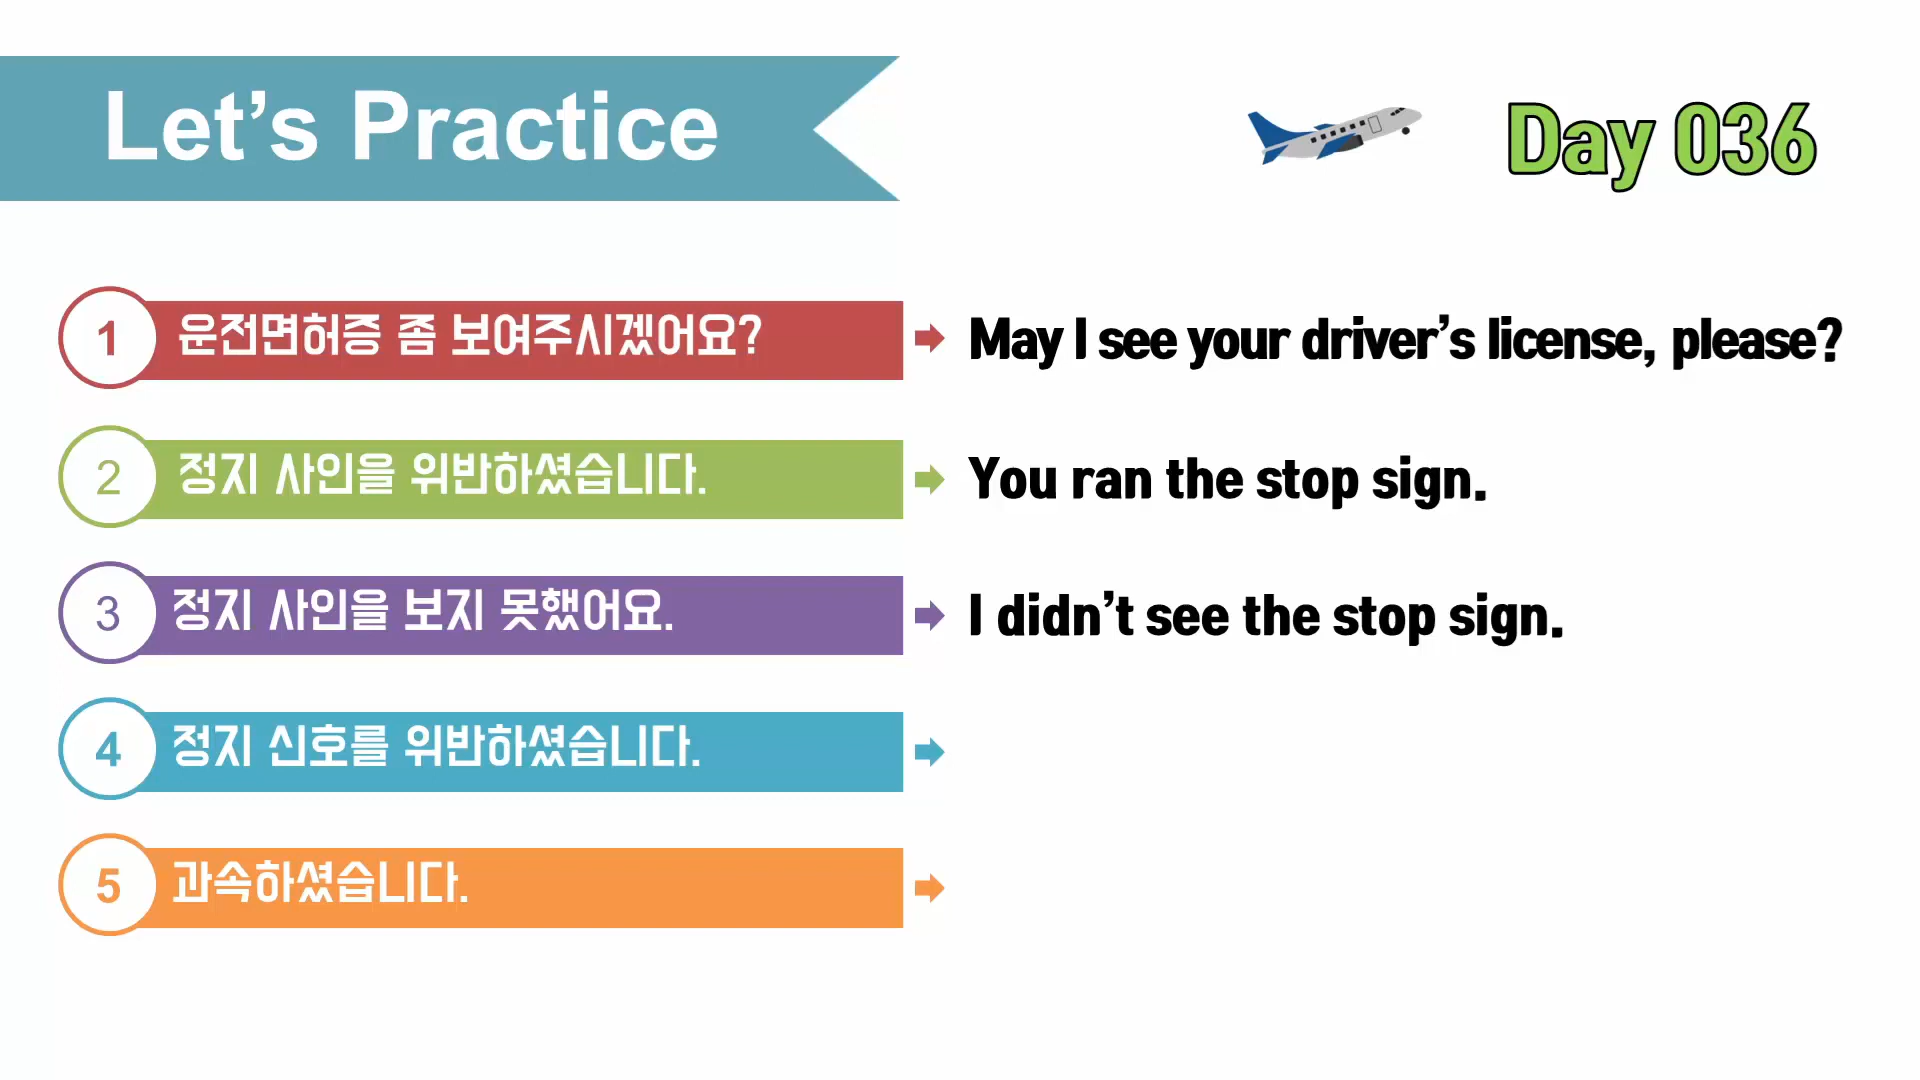 Let's Practice
Day 036
1 운전면허증 좀 보여주시겠어요? May I see your driver's license, please?
2 정지 사인을 위반하셨습니다. You ran the stop sign.
3 정지 사인을 보지 못했어요. I didn't see the stop sign.
4 정지 신호를 위반하셨습니다.
5 과속하셨습니다.